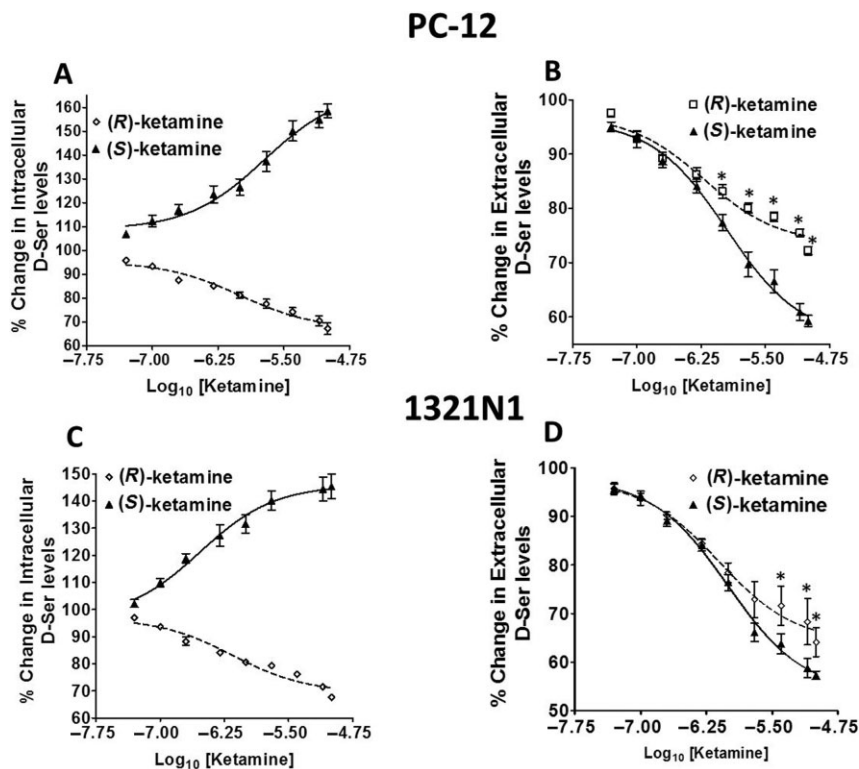 PC-12
A
(R)-ketamine
(S)-ketamine
160
150
140
130
120
110
100
90
80
70
60
% Change in Intracellular
D-Ser levels
−7.75 −7.00 −6.25 −5.50 −4.75
Log10 [Ketamine]
B
(R)-ketamine
(S)-ketamine
100
90
80
70
60
% Change in Extracellular
D-Ser levels
* * * * *
−7.75 −7.00 −6.25 −5.50 −4.75
Log10 [Ketamine]
1321N1
C
(R)-ketamine
(S)-ketamine
150
140
130
120
110
100
90
80
70
60
% Change in Intracellular
D-Ser levels
−7.75 −7.00 −6.25 −5.50 −4.75
Log10 [Ketamine]
D
(R)-ketamine
(S)-ketamine
100
90
80
70
60
50
% Change in Extracellular
D-Ser levels
* * *
−7.75 −7.00 −6.25 −5.50 −4.75
Log10 [Ketamine]